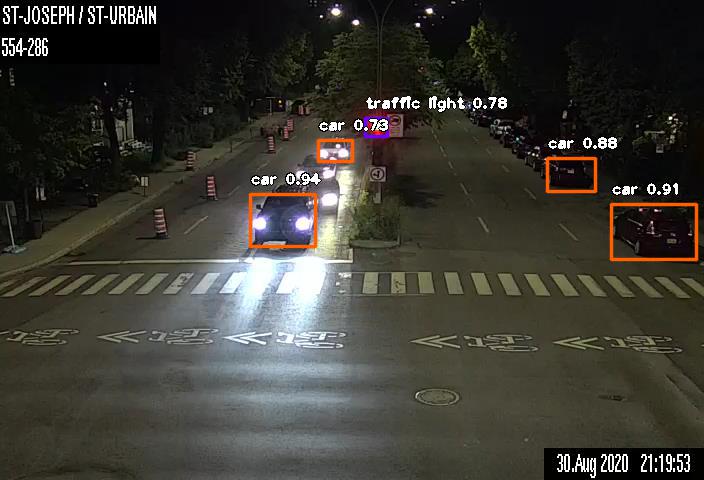 ST-JOSEPH / ST-URBAIN
554-286
traffic light 0.78
car 0.73
car 0.88
car 0.94
car 0.91
30.Aug 2020 21:19:53